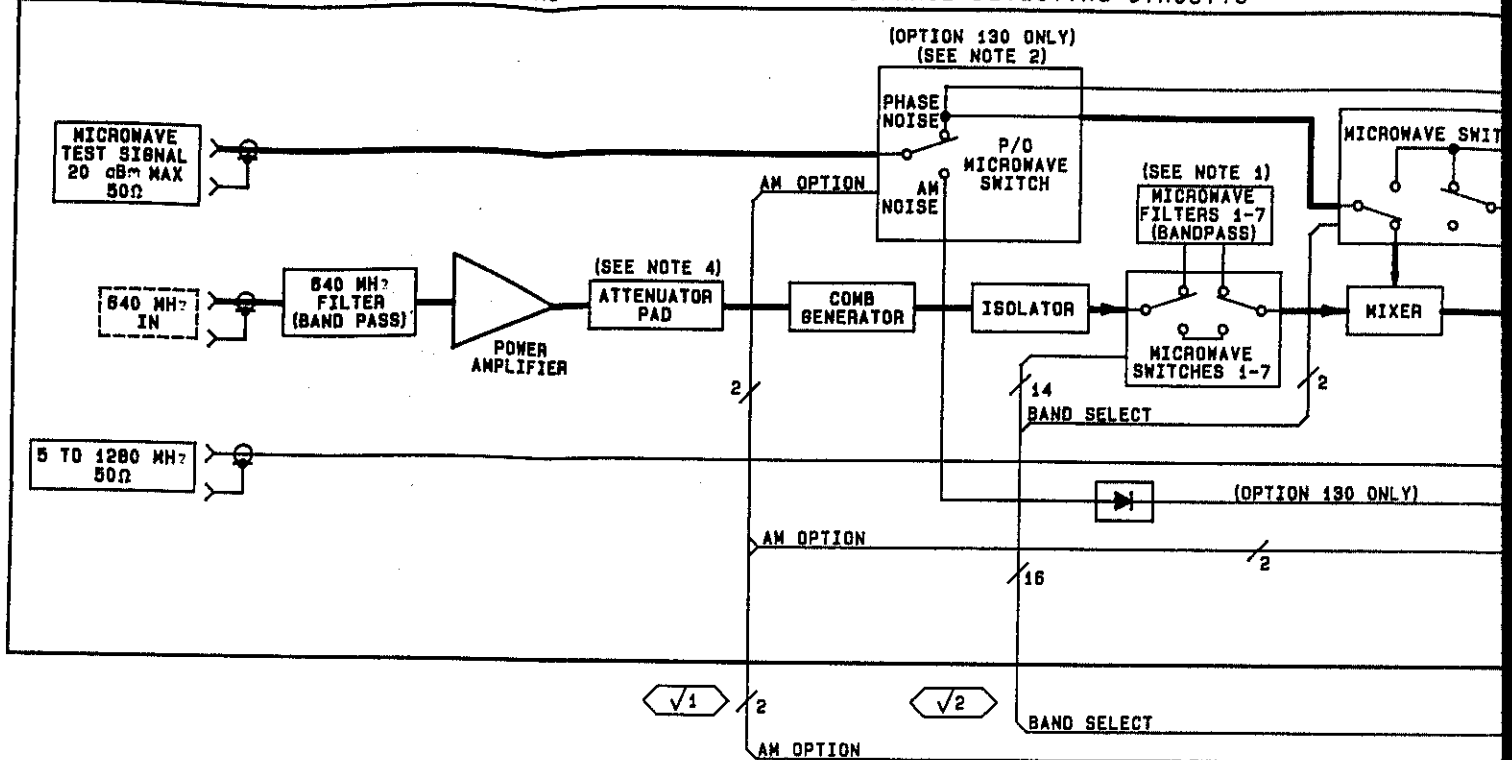 (OPTION 130 ONLY)
(SEE NOTE 2)
PHASE
NOISE
P/O
MICROWAVE
SWITCH
AM
NOISE
MICROWAVE
TEST SIGNAL
20 dBm MAX
50Ω
AM OPTION
MICROWAVE SWIT
(SEE NOTE 1)
MICROWAVE
FILTERS 1-7
(BANDPASS)
640 MHz
IN
640 MHz
FILTER
(BAND PASS)
POWER
AMPLIFIER
(SEE NOTE 4)
ATTENUATOR
PAD
COMB
GENERATOR
ISOLATOR
MICROWAVE
SWITCHES 1-7
MIXER
2
14
2
BAND SELECT
5 TO 1280 MHz
50Ω
(OPTION 130 ONLY)
AM OPTION
2
16
√1
2
√2
BAND SELECT
AM OPTION